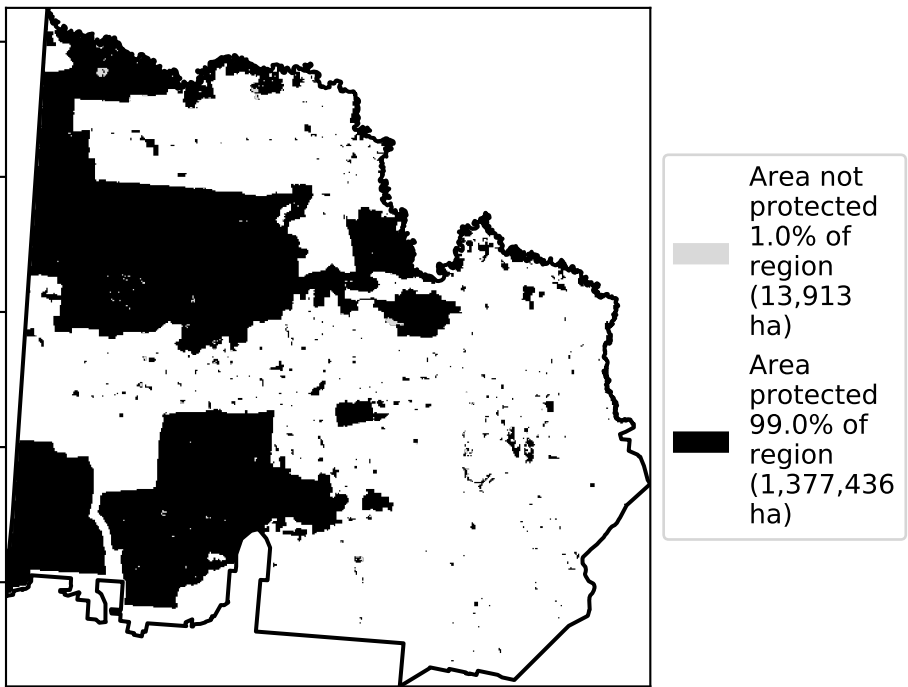 Area not
protected
1.0% of
region
(13,913
ha)
Area
protected
99.0% of
region
(1,377,436
ha)